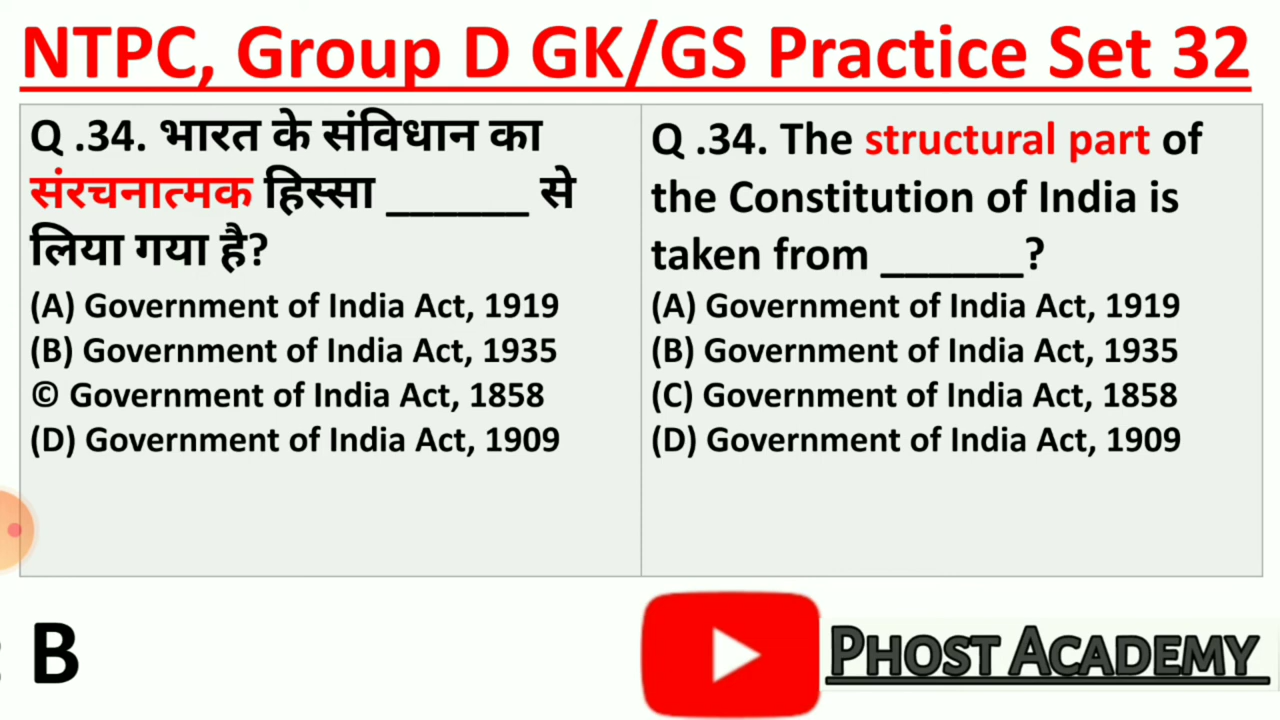 NTPC, Group D GK/GS Practice Set 32
Q .34. भारत के संविधान का
संरचनात्मक हिस्सा ______ से
लिया गया है?
(A) Government of India Act, 1919
(B) Government of India Act, 1935
© Government of India Act, 1858
(D) Government of India Act, 1909
Q .34. The structural part of
the Constitution of India is
taken from ______?
(A) Government of India Act, 1919
(B) Government of India Act, 1935
(C) Government of India Act, 1858
(D) Government of India Act, 1909
: B
PHOST ACADEMY